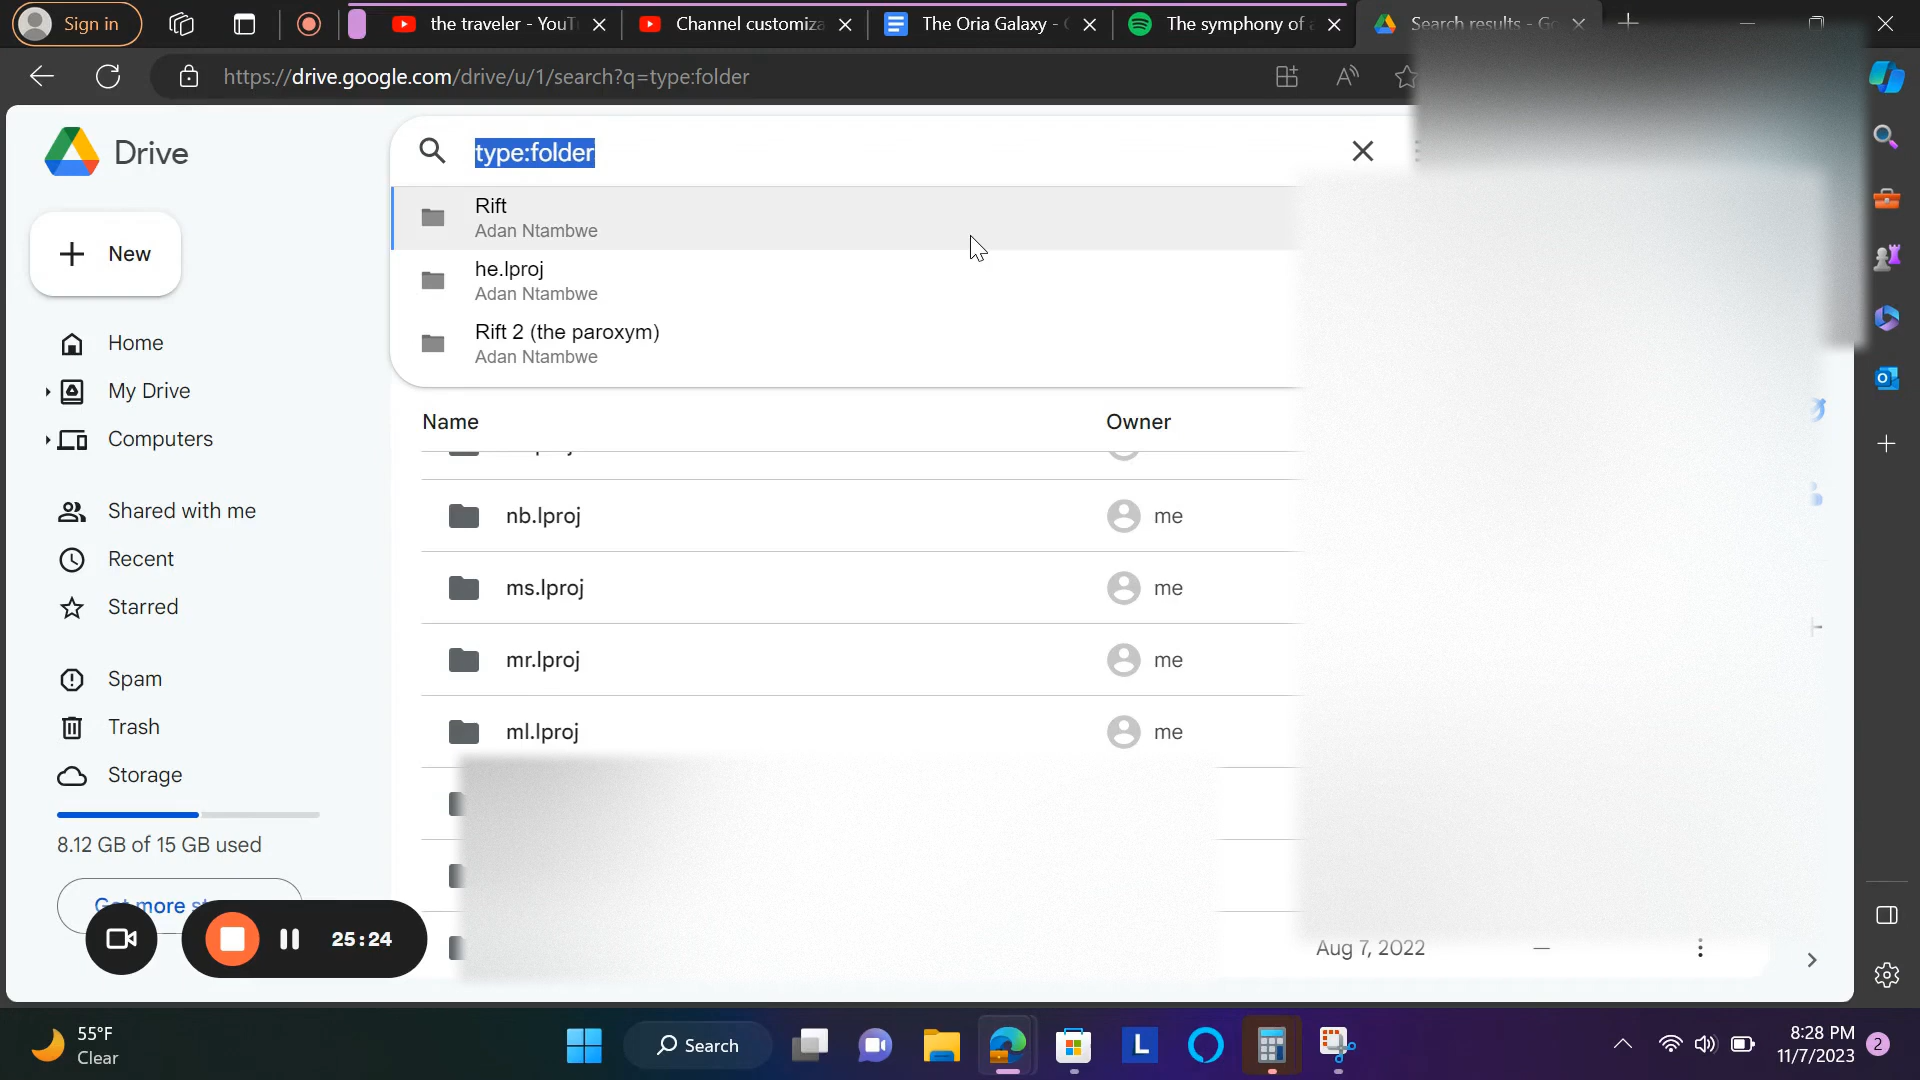 Sign in
the traveler - YouT
Channel customiza
The Oria Galaxy -
The symphony of
Search results - Go
https://drive.google.com/drive/u/1/search?q=type:folder
Drive
type:folder
Rift
Adan Ntambwe
he.lproj
Adan Ntambwe
Rift 2 (the paroxym)
Adan Ntambwe
New
Home
My Drive
Computers
Shared with me
Recent
Starred
Spam
Trash
Storage
8.12 GB of 15 GB used
Name
Owner
nb.lproj
me
ms.lproj
me
mr.lproj
me
ml.lproj
me
Aug 7, 2022
—
25:24
55°F
Clear
Search
L
8:28 PM
11/7/2023
2